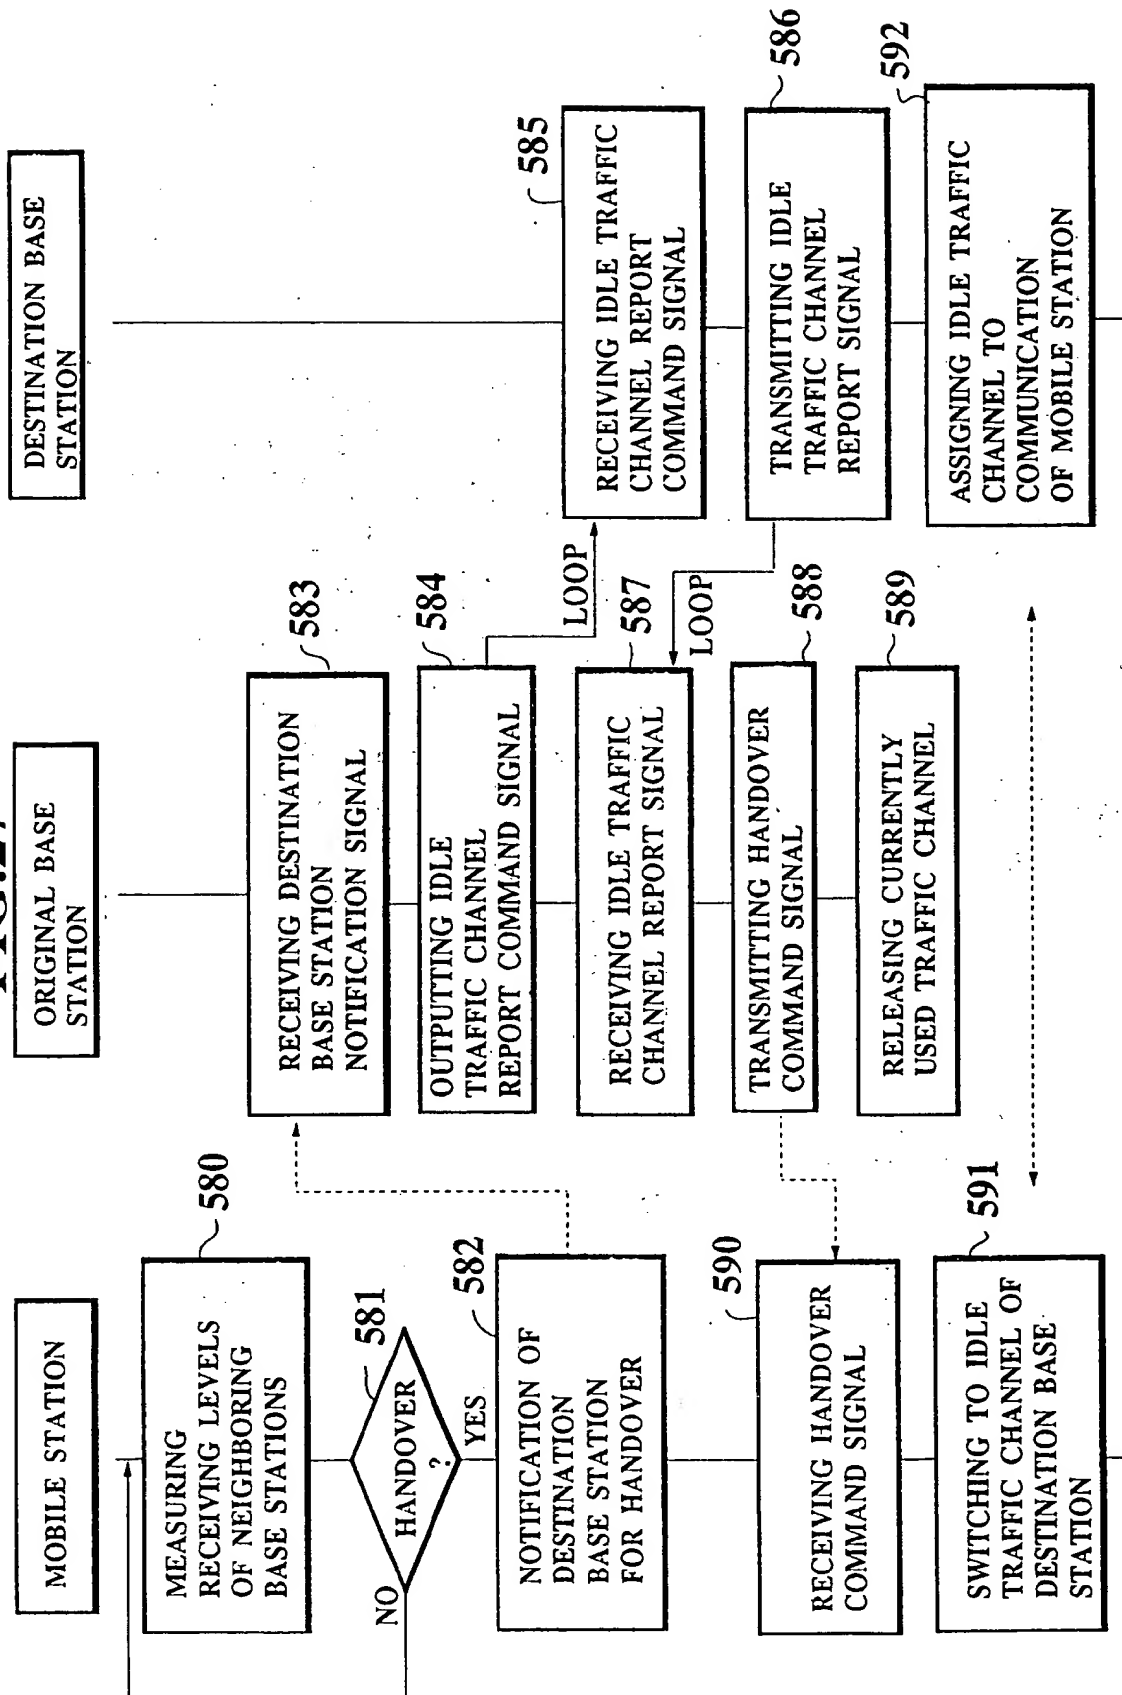 MOBILE STATION
MEASURING
RECEIVING LEVELS
OF NEIGHBORING
BASE STATIONS
580
HANDOVER
?
581
NO
YES
NOTIFICATION OF
DESTINATION
BASE STATION
FOR HANDOVER
582
RECEIVING HANDOVER
COMMAND SIGNAL
590
SWITCHING TO IDLE
TRAFFIC CHANNEL OF
DESTINATION BASE
STATION
591
ORIGINAL BASE
STATION
RECEIVING DESTINATION
BASE STATION
NOTIFICATION SIGNAL
583
OUTPUTTING IDLE
TRAFFIC CHANNEL
REPORT COMMAND SIGNAL
584
LOOP
RECEIVING IDLE TRAFFIC
CHANNEL REPORT SIGNAL
587
LOOP
TRANSMITTING HANDOVER
COMMAND SIGNAL
588
RELEASING CURRENTLY
USED TRAFFIC CHANNEL
589
DESTINATION BASE
STATION
RECEIVING IDLE TRAFFIC
CHANNEL REPORT
COMMAND SIGNAL
585
TRANSMITTING IDLE
TRAFFIC CHANNEL
REPORT SIGNAL
586
ASSIGNING IDLE TRAFFIC
CHANNEL TO
COMMUNICATION
OF MOBILE STATION
592